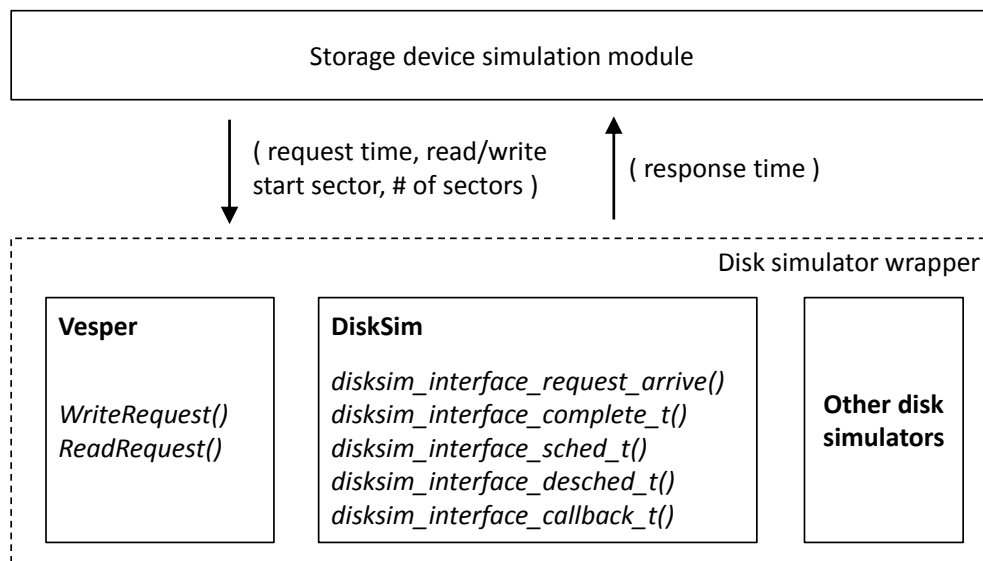 Storage device simulation module
( request time, read/write
start sector, # of sectors )
( response time )
Disk simulator wrapper
Vesper
WriteRequest()
ReadRequest()
DiskSim
disksim_interface_request_arrive()
disksim_interface_complete_t()
disksim_interface_sched_t()
disksim_interface_desched_t()
disksim_interface_callback_t()
Other disk
simulators